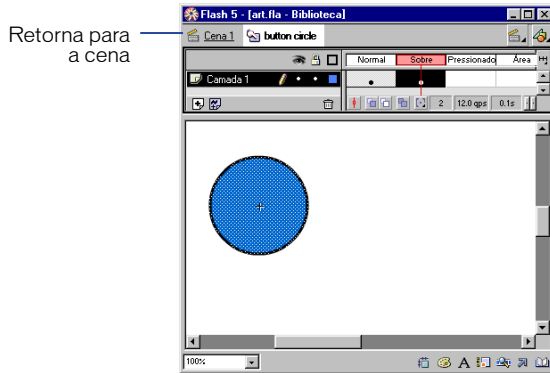 Retorna para
a cena
Flash 5 - [art.fla - Biblioteca]
Cena 1 button circle
Normal Sobre Pressionado Área
Camada 1
2 12.0 qps 0.1s
100%